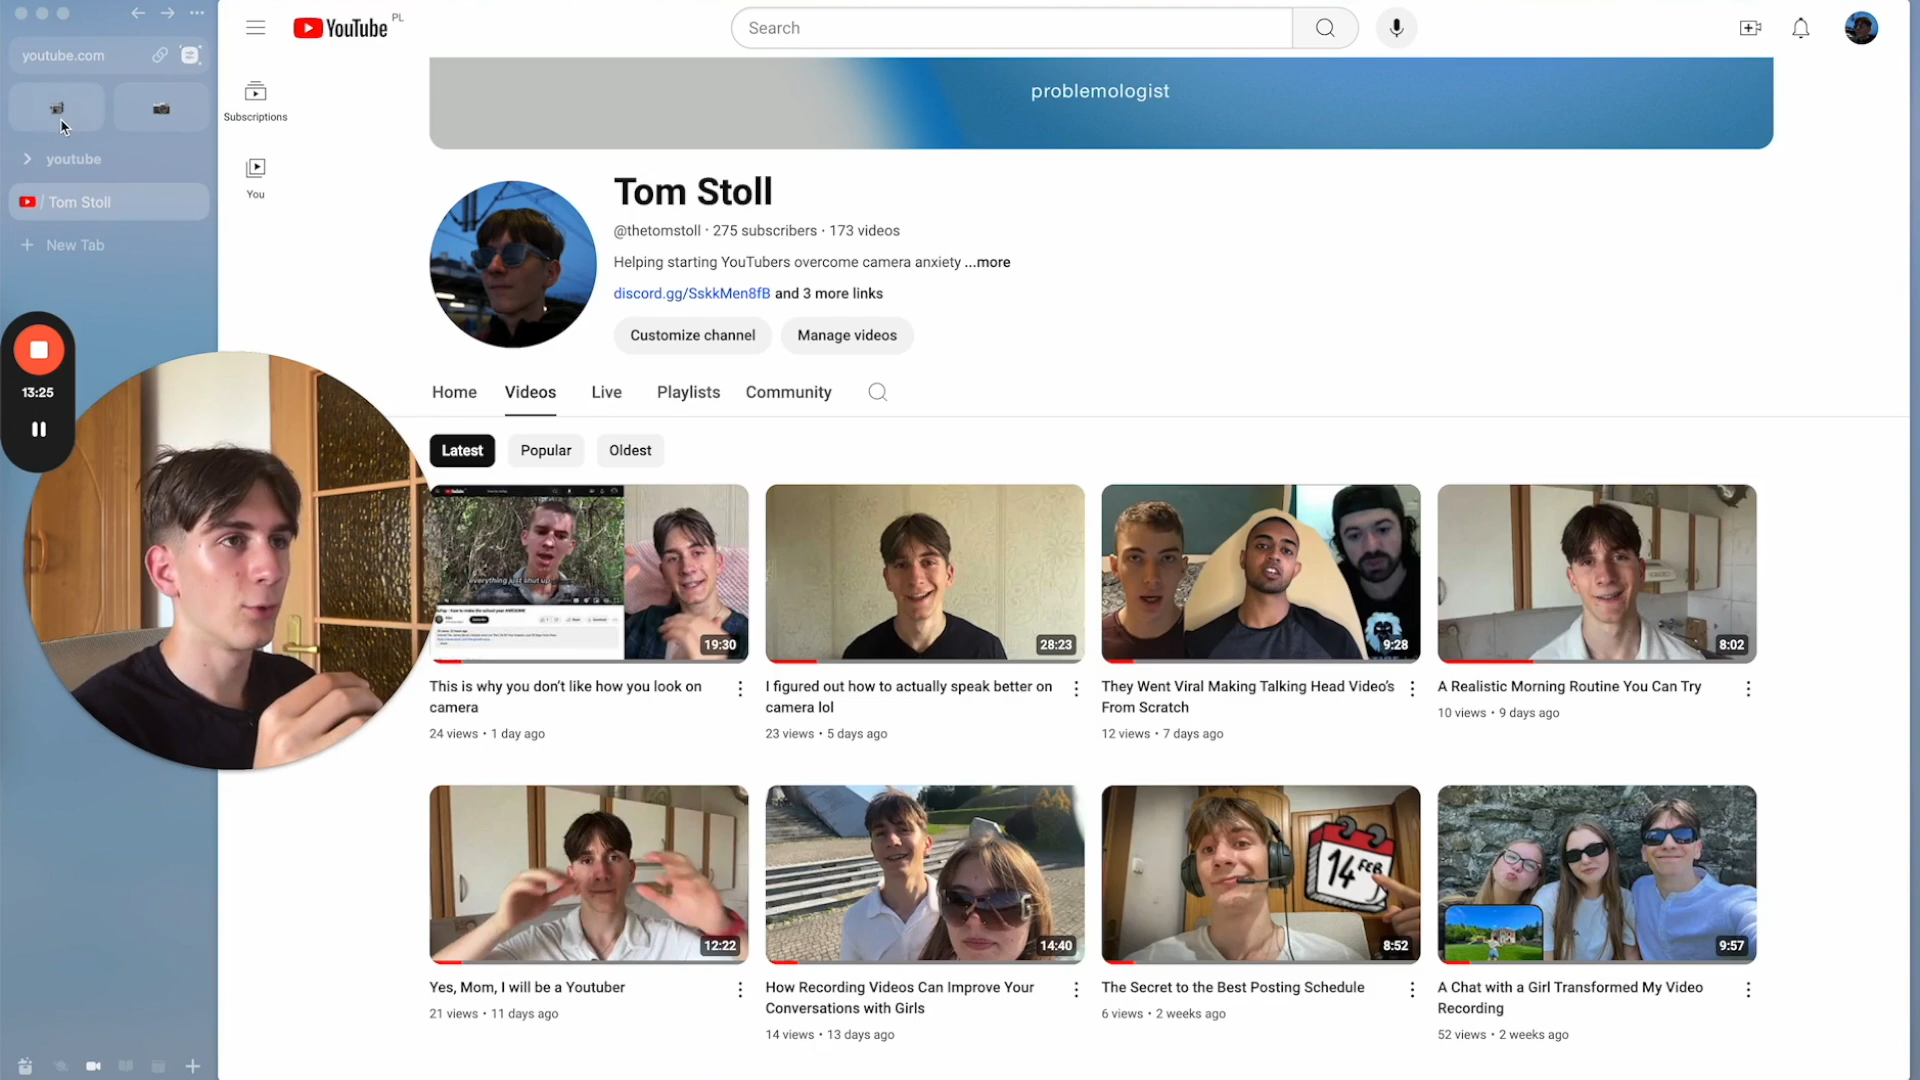 youtube.com
YouTube PL
Search
youtube
Tom Stoll
New Tab
Subscriptions
You
problemologist
Tom Stoll
@thetomstoll · 275 subscribers · 173 videos
Helping starting YouTubers overcome camera anxiety ...more
discord.gg/SskkMen8fB and 3 more links
Customize channel
Manage videos
13:25
Home
Videos
Live
Playlists
Community
Latest
Popular
Oldest
everything just shut up
19:30
This is why you don't like how you look on
camera
24 views • 1 day ago
28:23
I figured out how to actually speak better on
camera lol
23 views • 5 days ago
9:28
They Went Viral Making Talking Head Video's
From Scratch
12 views • 7 days ago
8:02
A Realistic Morning Routine You Can Try
10 views • 9 days ago
12:22
Yes, Mom, I will be a Youtuber
21 views • 11 days ago
14:40
How Recording Videos Can Improve Your
Conversations with Girls
14 views • 13 days ago
14 FEB
8:52
The Secret to the Best Posting Schedule
6 views • 2 weeks ago
9:57
A Chat with a Girl Transformed My Video
Recording
52 views • 2 weeks ago